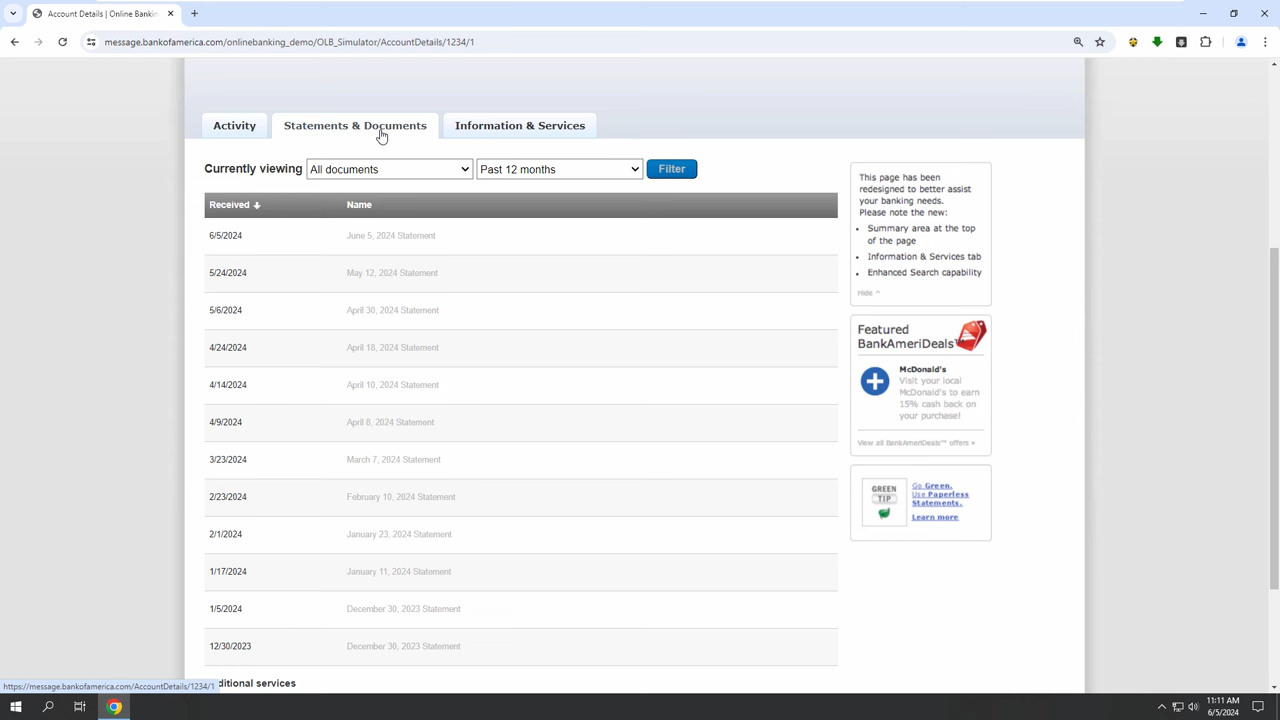 Account Details | Online Bankin
message.bankofamerica.com/onlinebanking_demo/OLB_Simulator/AccountDetails/1234/1
Activity
Statements & Documents
Information & Services
Currently viewing
All documents
Past 12 months
Filter
Received
Name
6/5/2024 June 5, 2024 Statement
5/24/2024 May 12, 2024 Statement
5/6/2024 April 30, 2024 Statement
4/24/2024 April 18, 2024 Statement
4/14/2024 April 10, 2024 Statement
4/9/2024 April 8, 2024 Statement
3/23/2024 March 7, 2024 Statement
2/23/2024 February 10, 2024 Statement
2/1/2024 January 23, 2024 Statement
1/17/2024 January 11, 2024 Statement
1/5/2024 December 30, 2023 Statement
12/30/2023 December 30, 2023 Statement
ditional services
This page has been
redesigned to better assist
your banking needs.
Please note the new:
• Summary area at the top
of the page
• Information & Services tab
• Enhanced Search capability
Hide ^
Featured
BankAmeriDeals™
McDonald's
Visit your local
McDonald's to earn
15% cash back on
your purchase!
View all BankAmeriDeals™ offers »
GREEN
TIP
Go Green.
Use Paperless
Statements.
Learn more
https://message.bankofamerica.com/AccountDetails/1234/1
11:11 AM
6/5/2024